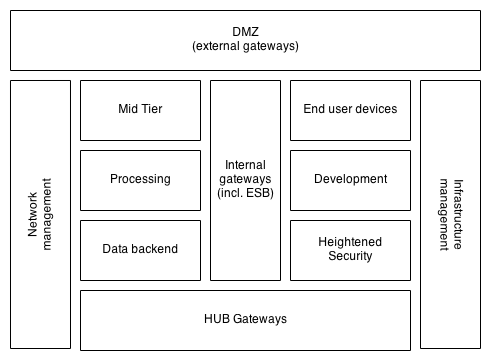 DMZ
(external gateways)
Network
management
Mid Tier
Processing
Data backend
Internal
gateways
(incl. ESB)
End user devices
Development
Heightened
Security
Infrastructure
management
HUB Gateways